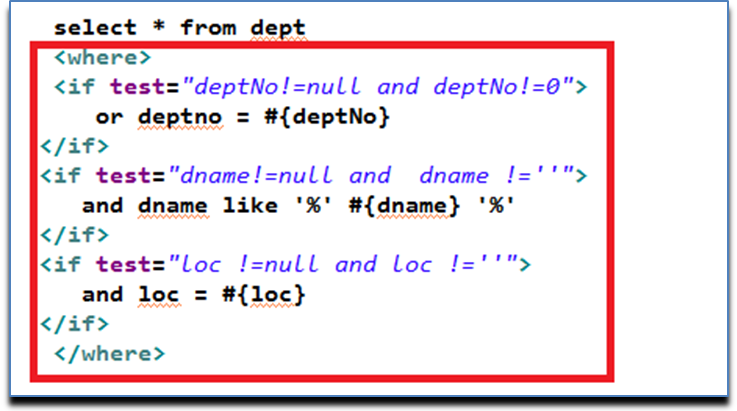 select * from dept
<where>
<if test="deptNo!=null and deptNo!=0">
or deptno = #{deptNo}
</if>
<if test="dname!=null and  dname !=''">
and dname like '%' #{dname} '%'
</if>
<if test="loc !=null and loc !=''">
and loc = #{loc}
</if>
</where>